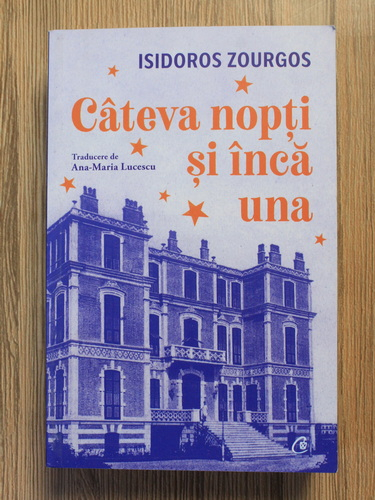 ISIDOROS ZOURGOS
Câteva nopți
și încă
una
Traducere de
Ana-Maria Lucescu